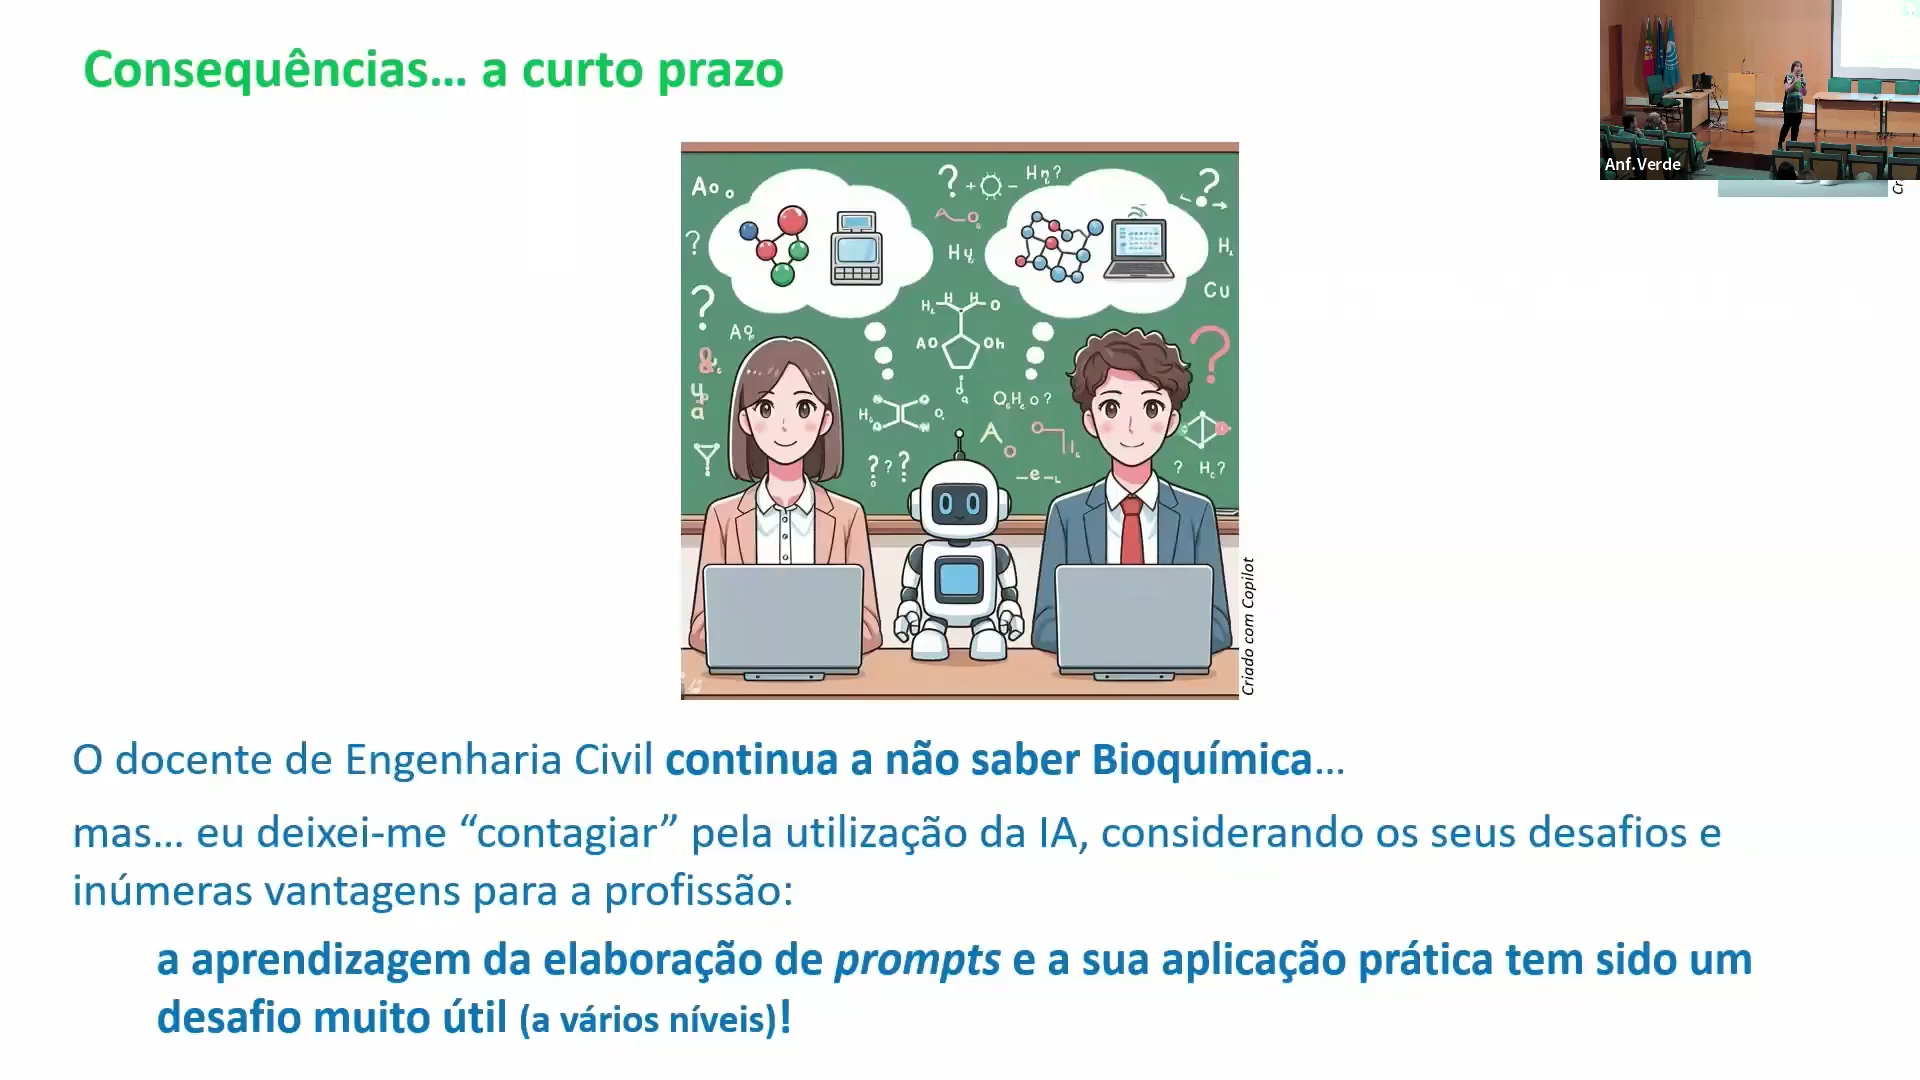 Consequências... a curto prazo
Anf.Verde
Cr
Criado com Copilot
O docente de Engenharia Civil continua a não saber Bioquímica...
mas... eu deixei-me “contagiar” pela utilização da IA, considerando os seus desafios e
inúmeras vantagens para a profissão:
a aprendizagem da elaboração de prompts e a sua aplicação prática tem sido um
desafio muito útil (a vários níveis)!